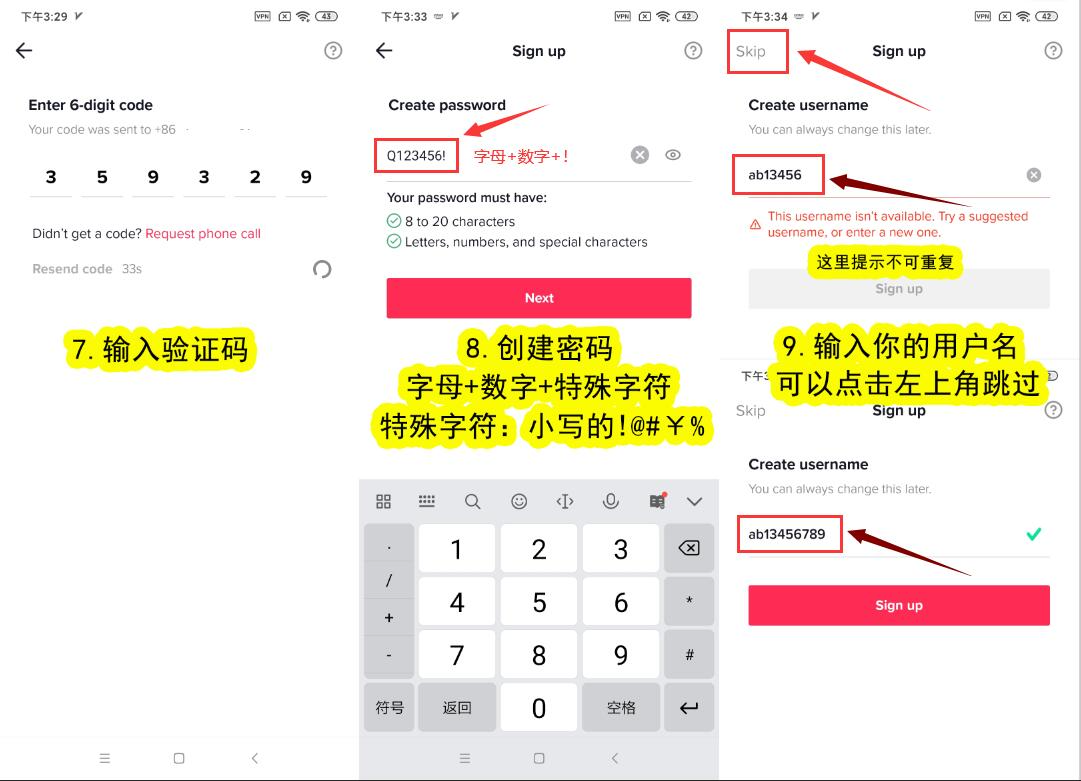 下午3:29
VPN
43
Enter 6-digit code
Your code was sent to +86
3 5 9 3 2 9
Didn't get a code? Request phone call
Resend code 33s
7. 输入验证码
下午3:33
VPN
42
Sign up
Create password
Q123456!
字母+数字+！
Your password must have:
8 to 20 characters
Letters, numbers, and special characters
Next
8. 创建密码
字母+数字+特殊字符
特殊字符：小写的!@#￥%
·
/
+
-
1 2 3
4 5 6 *
7 8 9 #
符号 返回 0 空格
下午3:34
VPN
42
Skip
Sign up
Create username
You can always change this later.
ab13456
This username isn't available. Try a suggested
username, or enter a new one.
这里提示不可重复
Sign up
9. 输入你的用户名
可以点击左上角跳过
下午3:
Skip
Sign up
Create username
You can always change this later.
ab13456789
Sign up